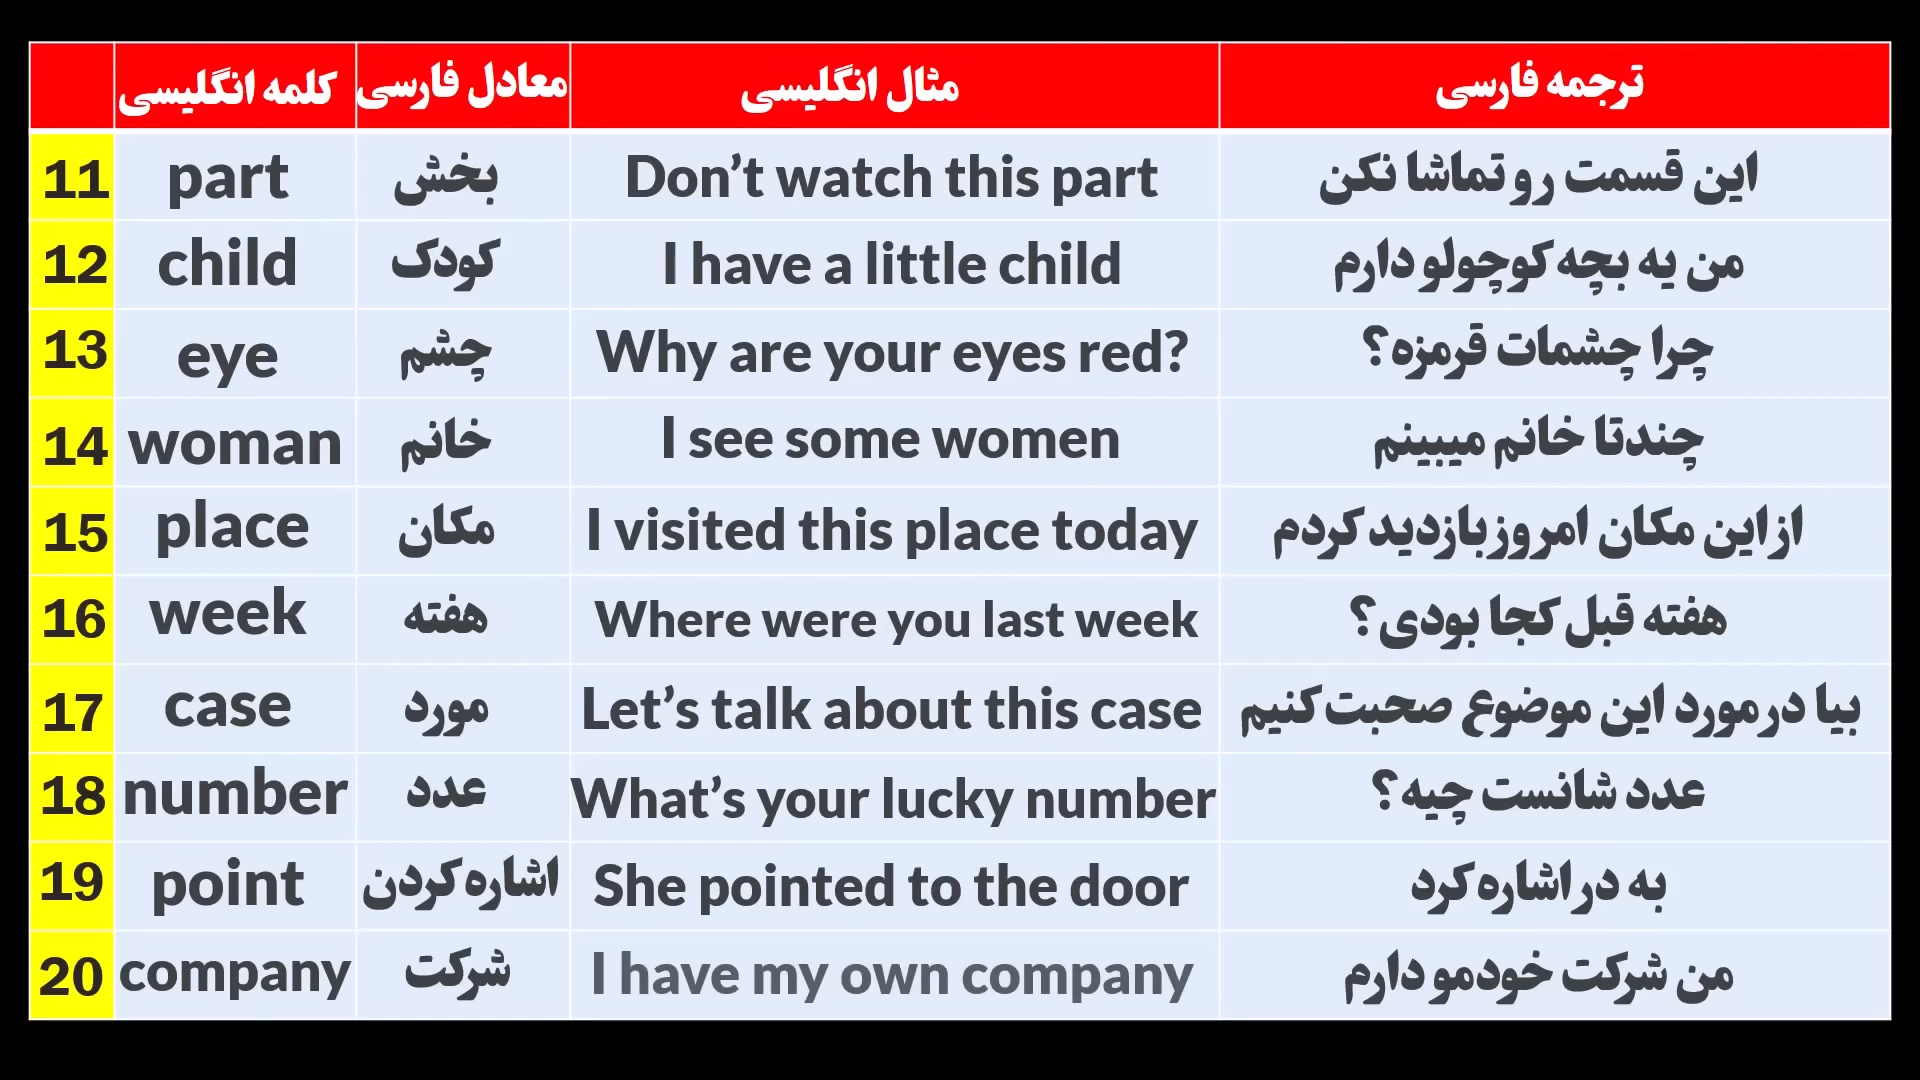 کلمه انگلیسی معادل فارسی مثال انگلیسی ترجمه فارسی
11 part بخش Don’t watch this part این قسمت رو تماشا نکن
12 child کودک I have a little child من یه بچه کوچولو دارم
13 eye چشم Why are your eyes red? چرا چشمات قرمزه؟
14 woman خانم I see some women چندتا خانم میبینم
15 place مکان I visited this place today از این مکان امروز بازدید کردم
16 week هفته Where were you last week هفته قبل کجا بودی؟
17 case مورد Let’s talk about this case بیا در مورد این موضوع صحبت کنیم
18 number عدد What’s your lucky number عدد شانست چیه؟
19 point اشاره کردن She pointed to the door به در اشاره کرد
20 company شرکت I have my own company من شرکت خودمو دارم